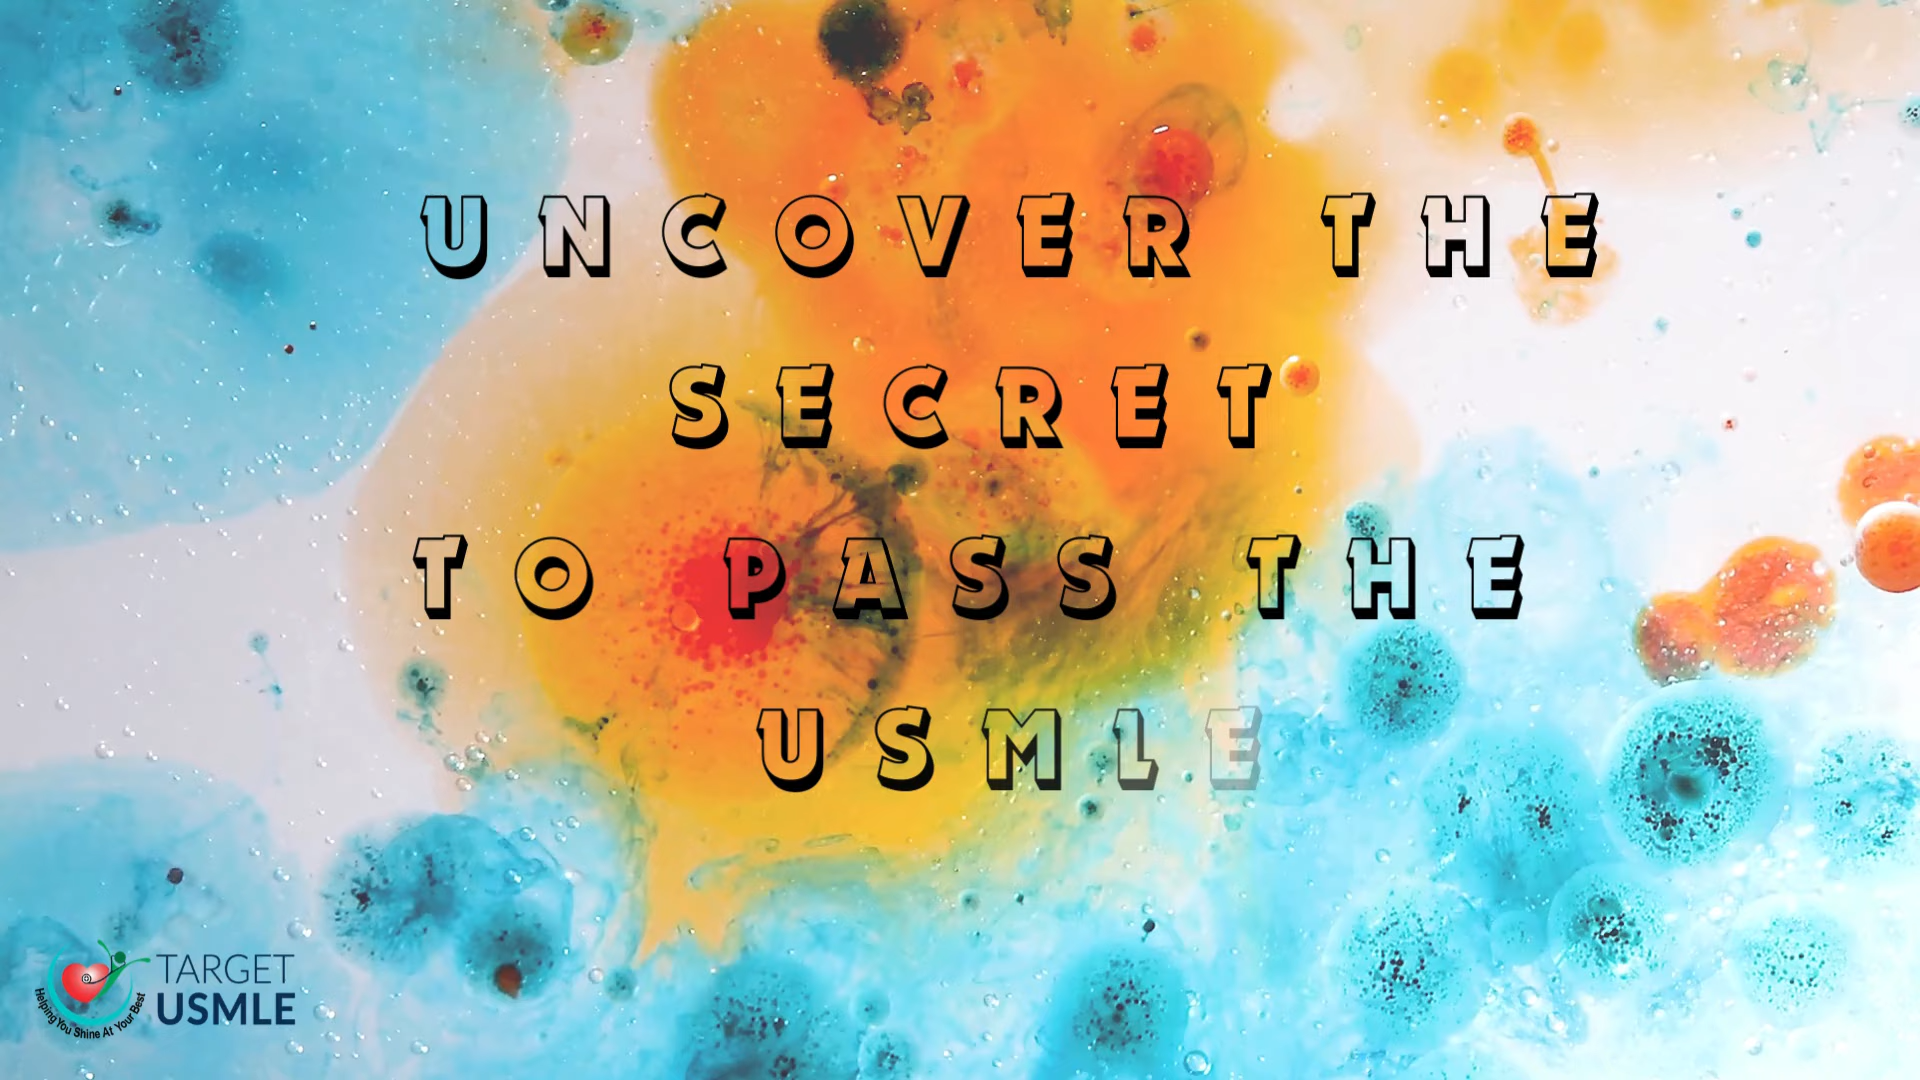 UNCOVER THE
SECRET
TO PASS THE
USMLE
TARGET
USMLE
Helping You Shine At Your Best